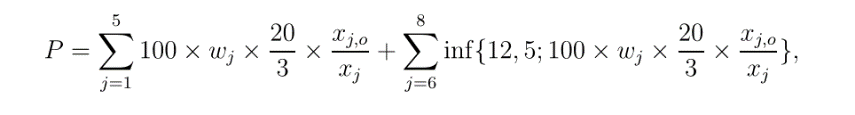 $P = \sum_{j=1}^{5} 100 \times w_j \times \frac{20}{3} \times \frac{x_{j,o}}{x_j} + \sum_{j=6}^{8} \inf\{12, 5; 100 \times w_j \times \frac{20}{3} \times \frac{x_{j,o}}{x_j}\},$